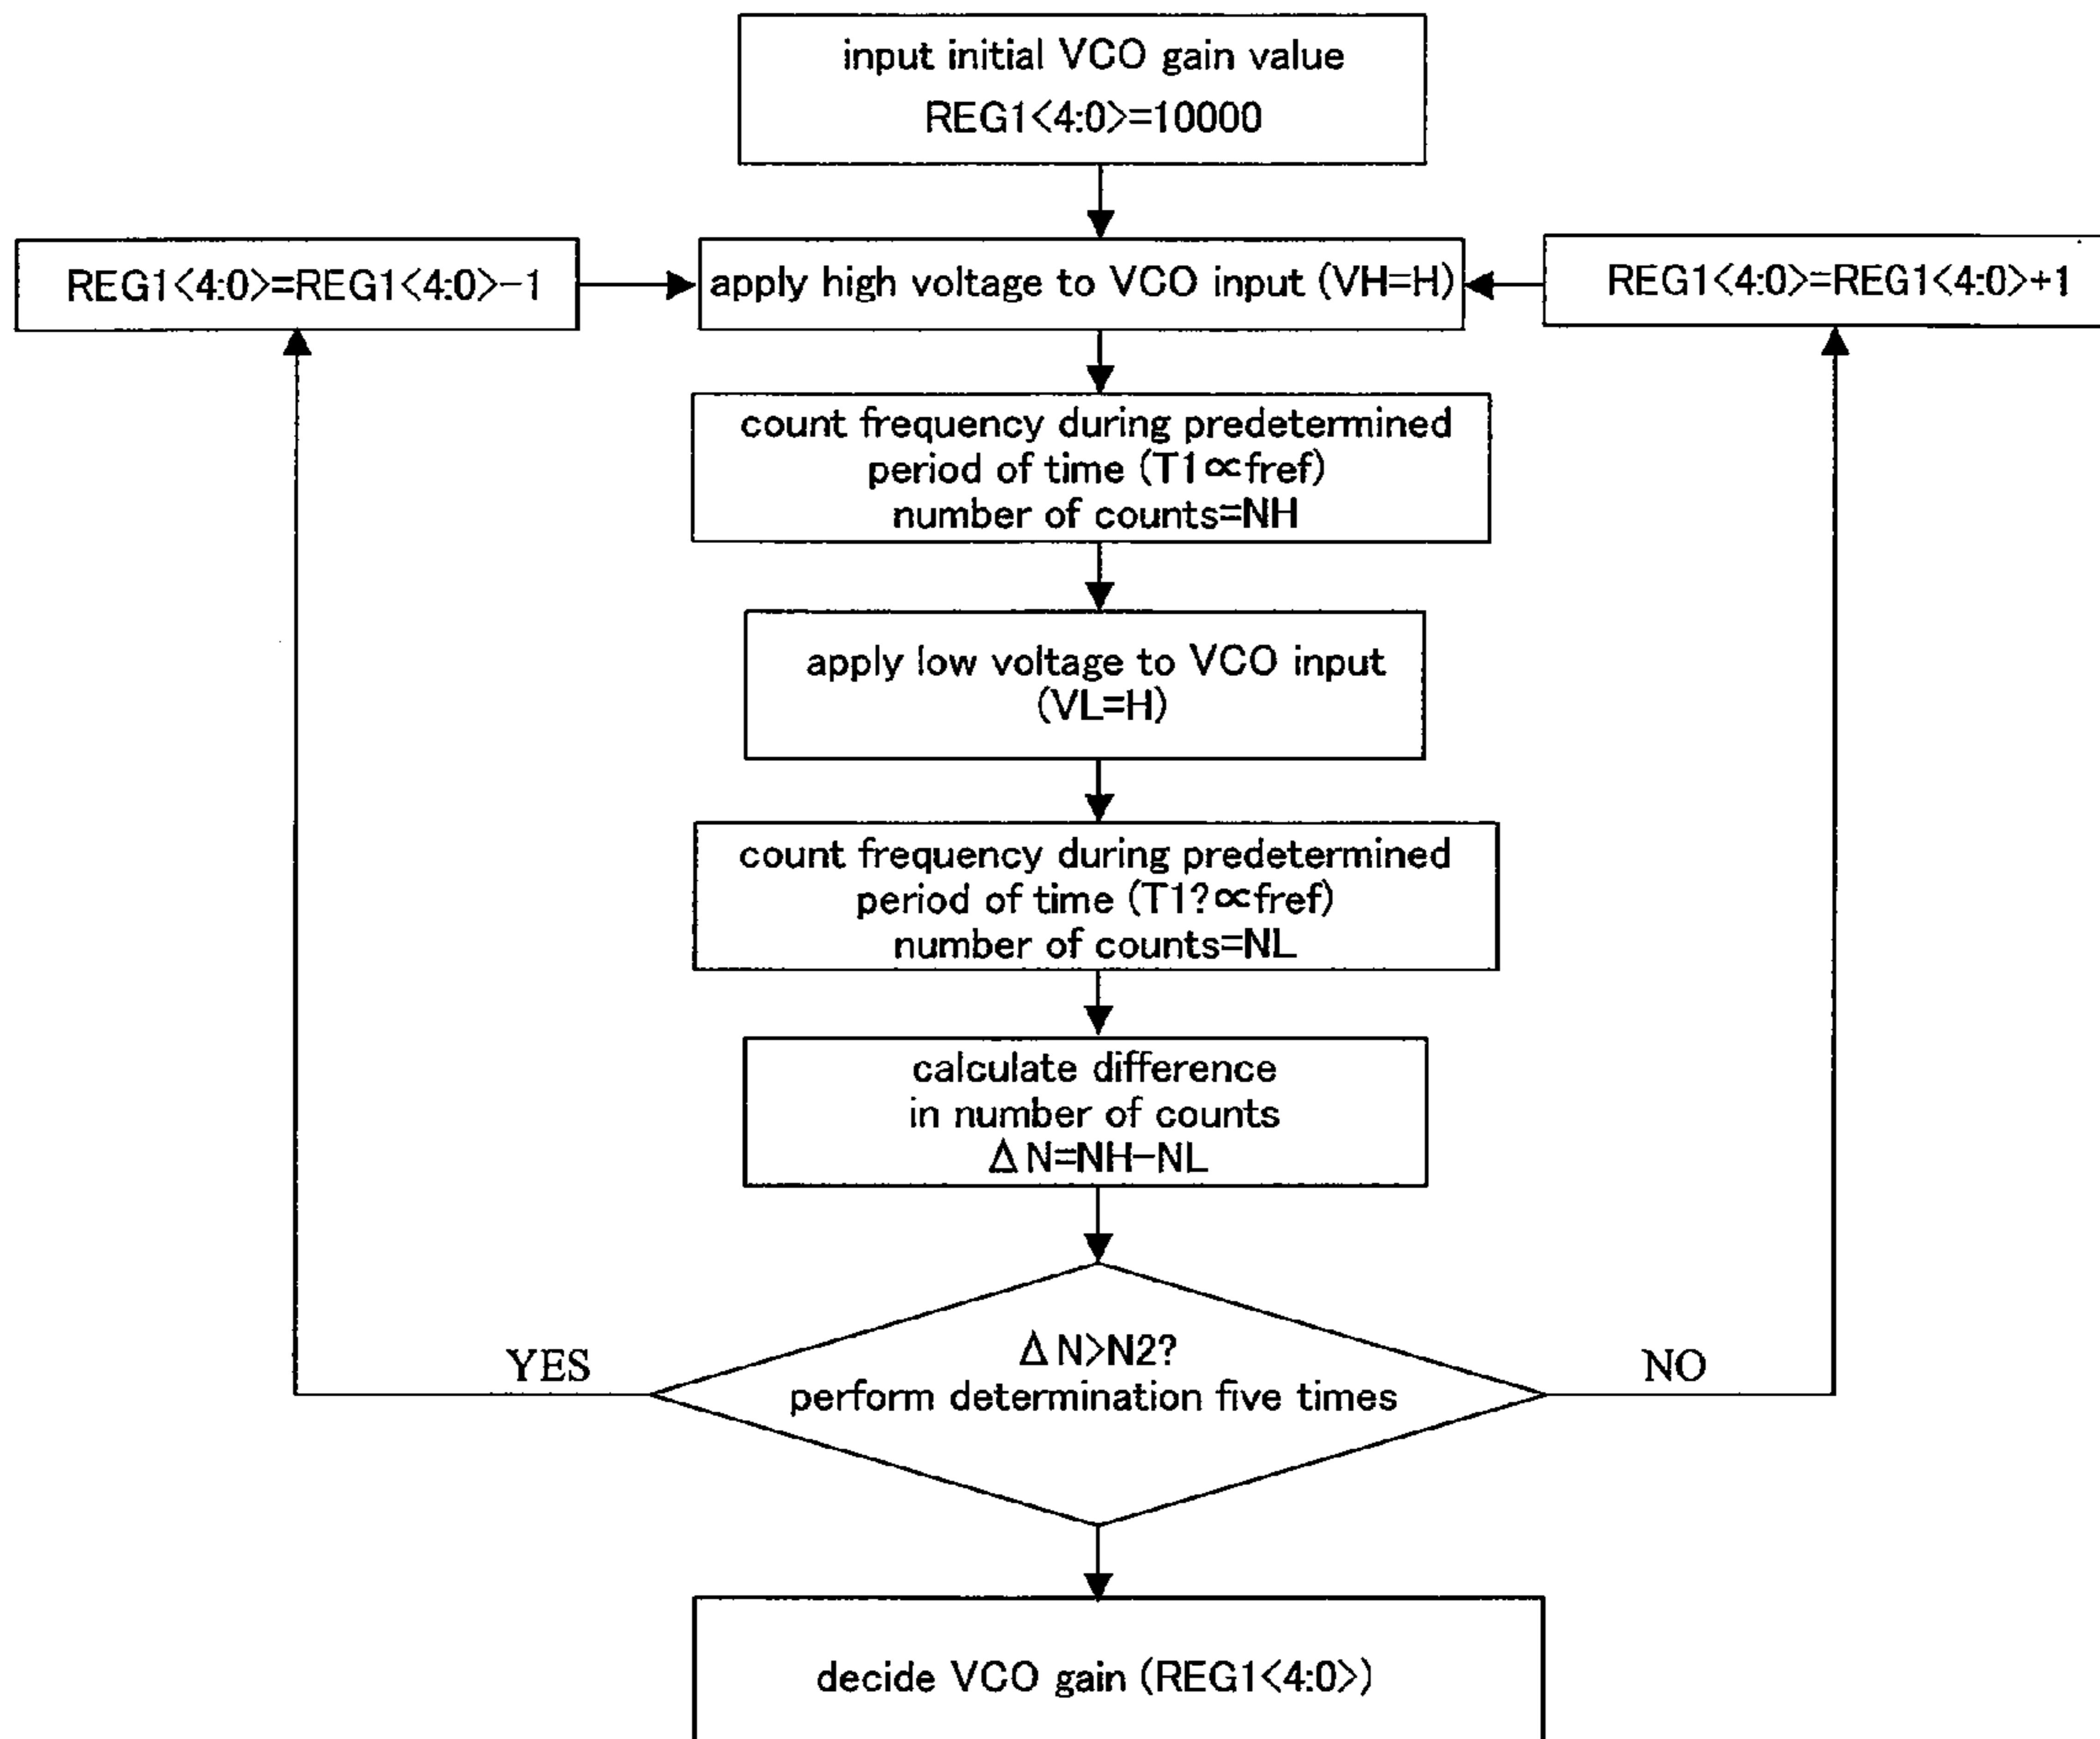 input initial VCO gain value
REG1<4:0>=10000
REG1<4:0>=REG1<4:0>-1
apply high voltage to VCO input (VH=H)
REG1<4:0>=REG1<4:0>+1
count frequency during predetermined
period of time (T1∝fref)
number of counts=NH
apply low voltage to VCO input
(VL=H)
count frequency during predetermined
period of time (T1?∝fref)
number of counts=NL
calculate difference
in number of counts
ΔN=NH-NL
YES
ΔN>N2?
NO
perform determination five times
decide VCO gain (REG1<4:0>)